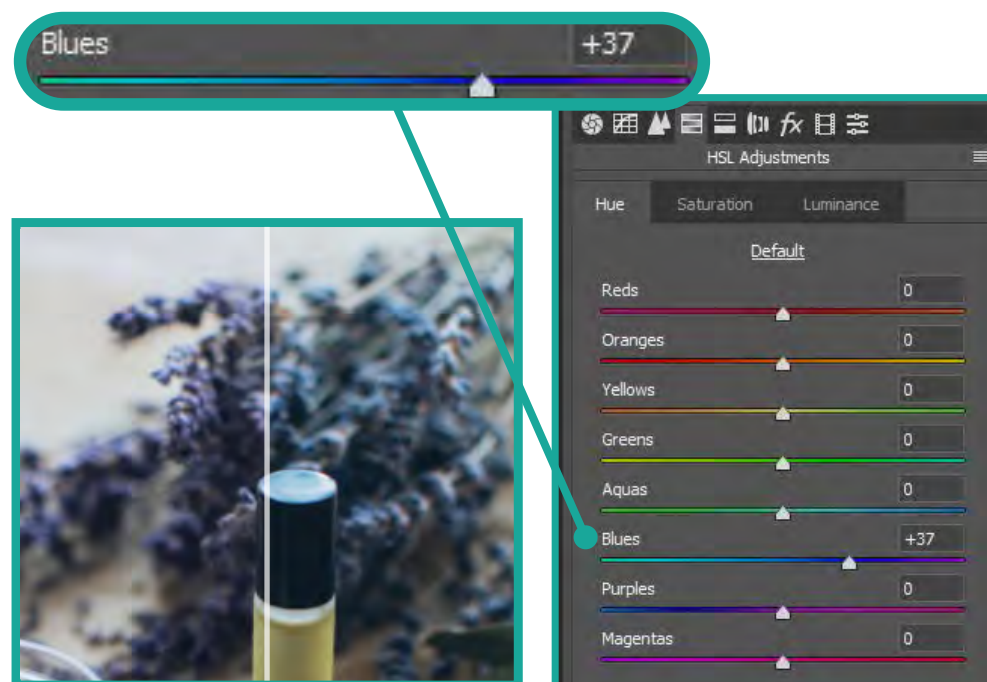 Blues +37
fx
HSL Adjustments
Hue Saturation Luminance
Default
Reds 0
Oranges 0
Yellows 0
Greens 0
Aquas 0
Blues +37
Purples 0
Magentas 0